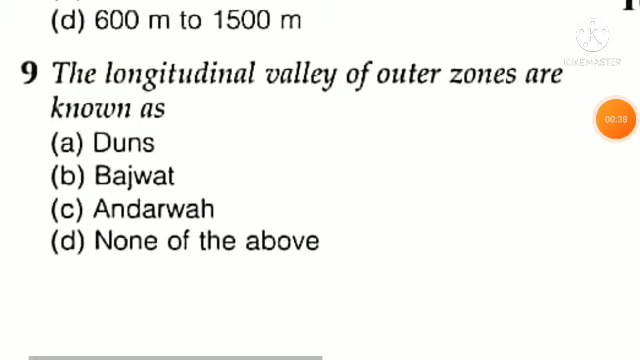 (d) 600 m to 1500 m
KINEMASTER
9 The longitudinal valley of outer zones are
known as
00:38
(a) Duns
(b) Bajwat
(c) Andarwah
(d) None of the above